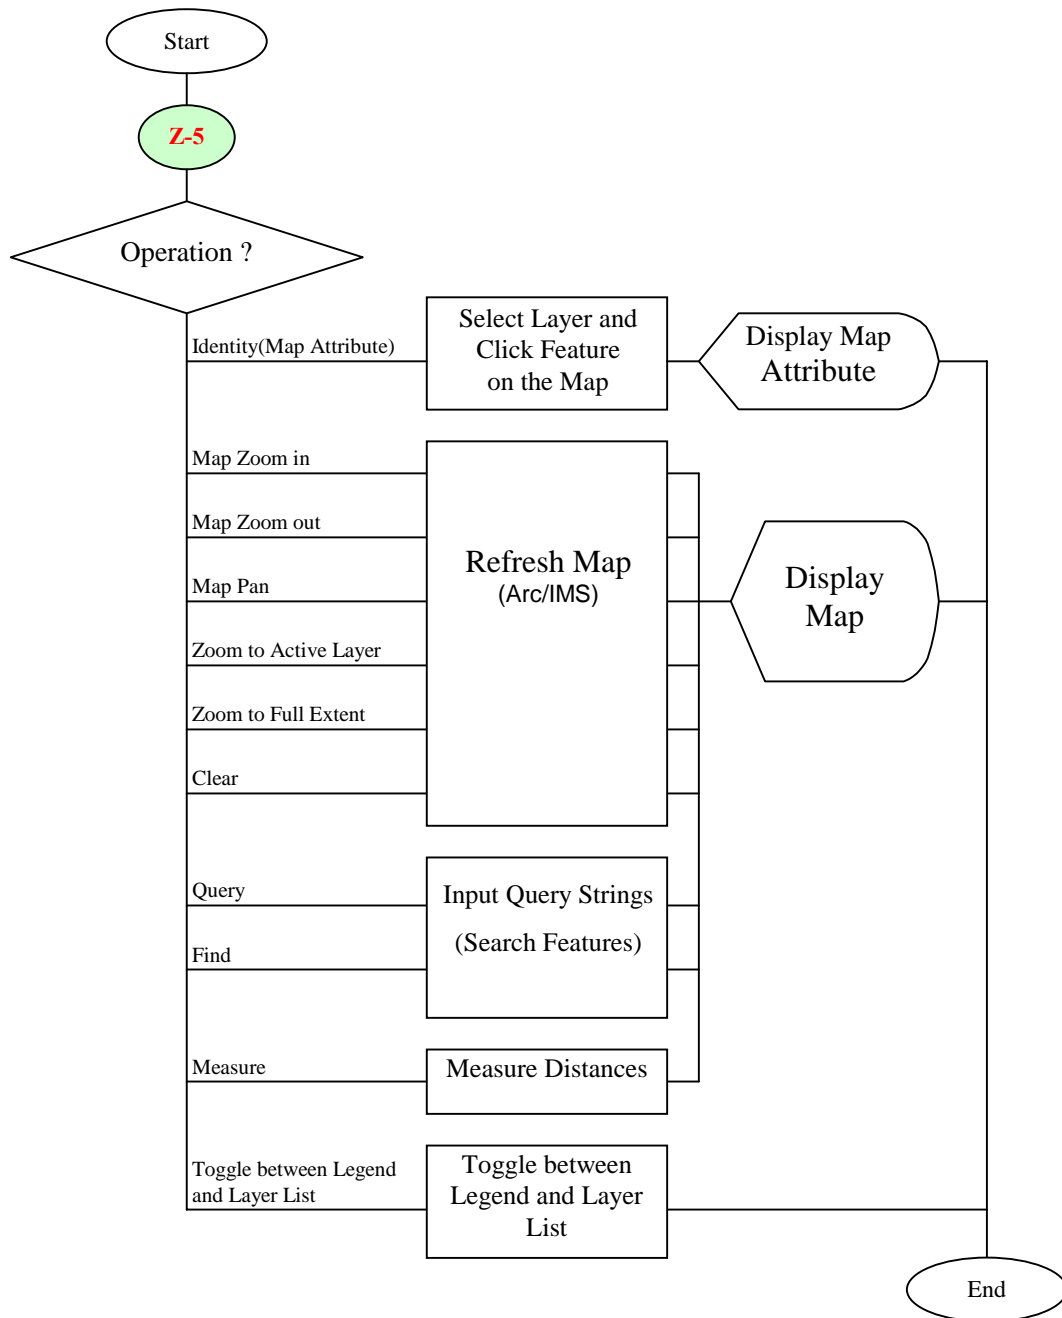 Start
Z-5
Operation ?
Identity(Map Attribute)
Select Layer and
Click Feature
on the Map
Display Map
Attribute
Map Zoom in
Map Zoom out
Map Pan
Zoom to Active Layer
Zoom to Full Extent
Clear
Refresh Map
(Arc/IMS)
Display
Map
Query
Find
Input Query Strings
(Search Features)
Measure
Measure Distances
Toggle between Legend
and Layer List
Toggle between
Legend and Layer
List
End